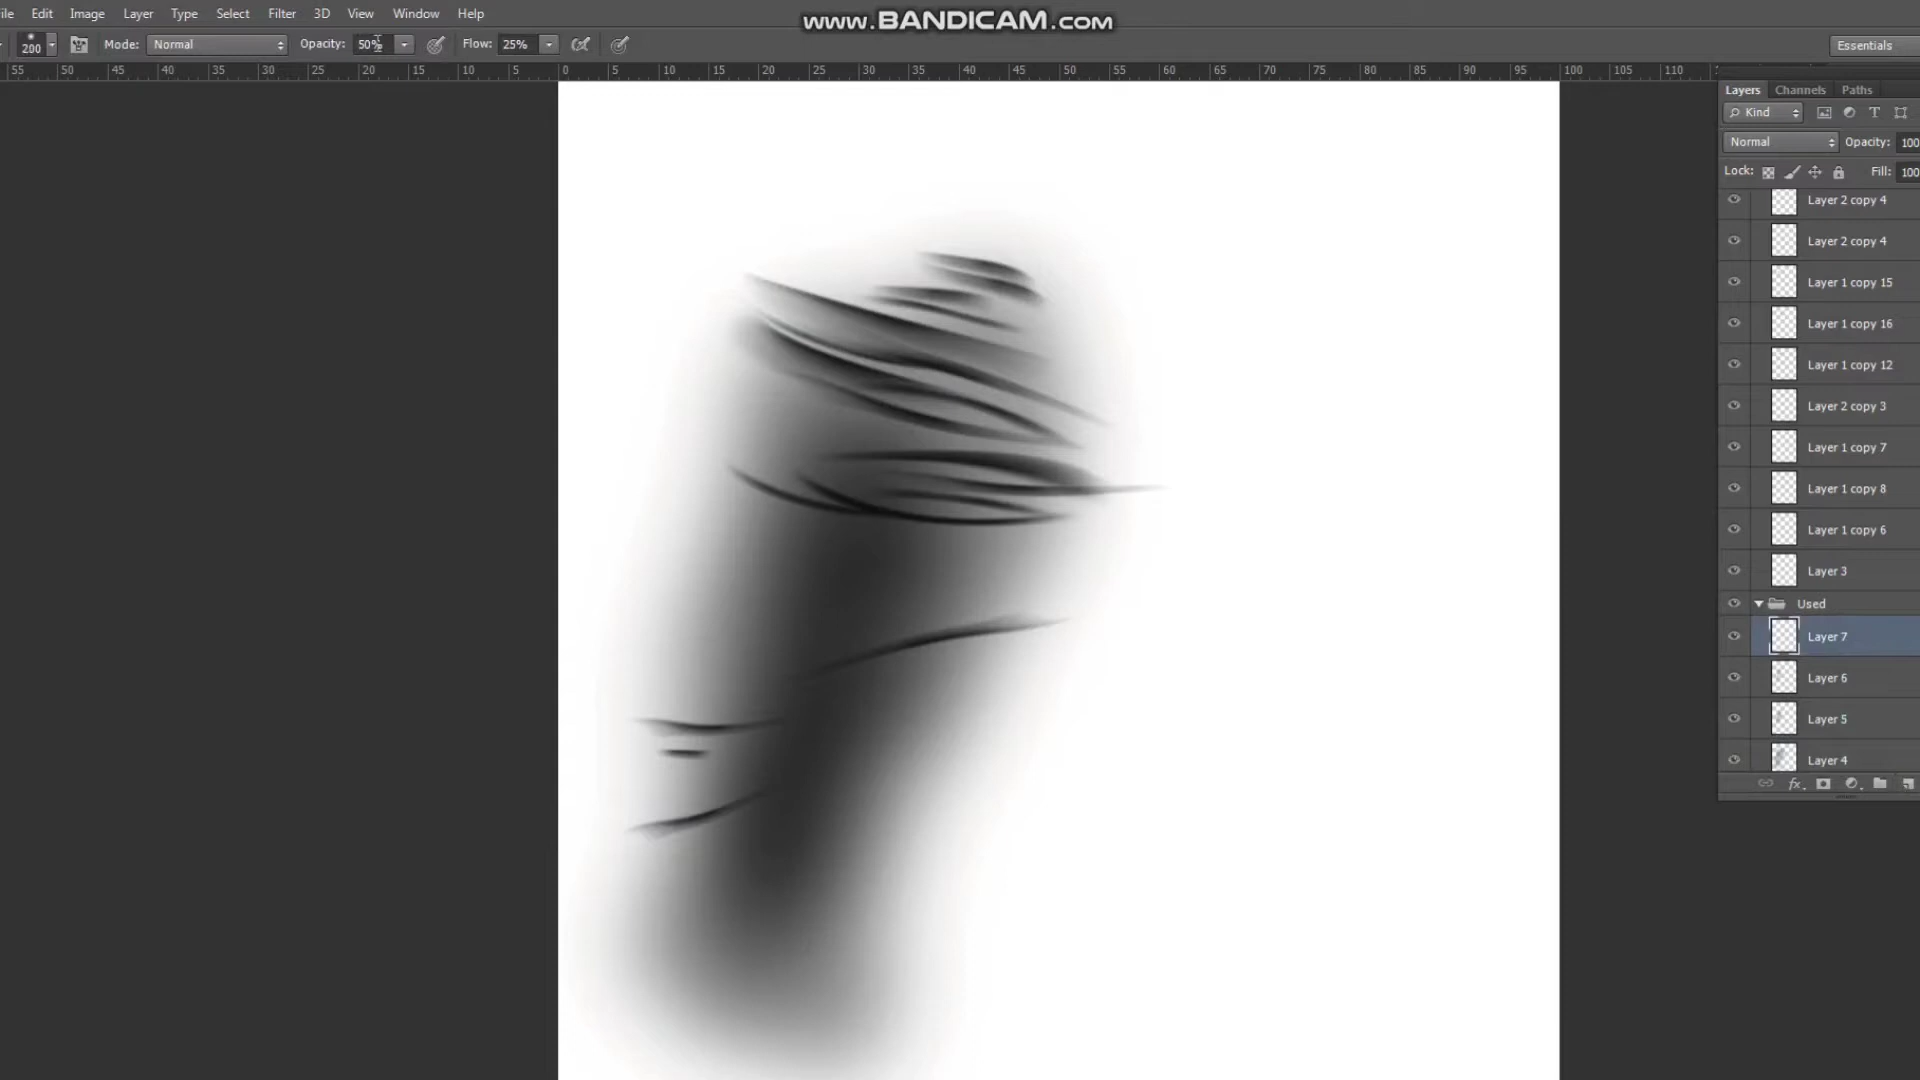 ile Edit Image Layer Type Select Filter 3D View Window Help
www.BANDICAM.com
200 Mode: Normal Opacity: 50% Flow: 25% Essentials
55 50 45 40 35 30 25 20 15 10 5 0 5 10 15 20 25 30 35 40 45 50 55 60 65 70 75 80 85 90 95 100 105 110
Layers Channels Paths
Kind
Normal Opacity: 100
Lock: Fill: 100
Layer 2 copy 4
Layer 2 copy 4
Layer 1 copy 15
Layer 1 copy 16
Layer 1 copy 12
Layer 2 copy 3
Layer 1 copy 7
Layer 1 copy 8
Layer 1 copy 6
Layer 3
Used
Layer 7
Layer 6
Layer 5
Layer 4
fx